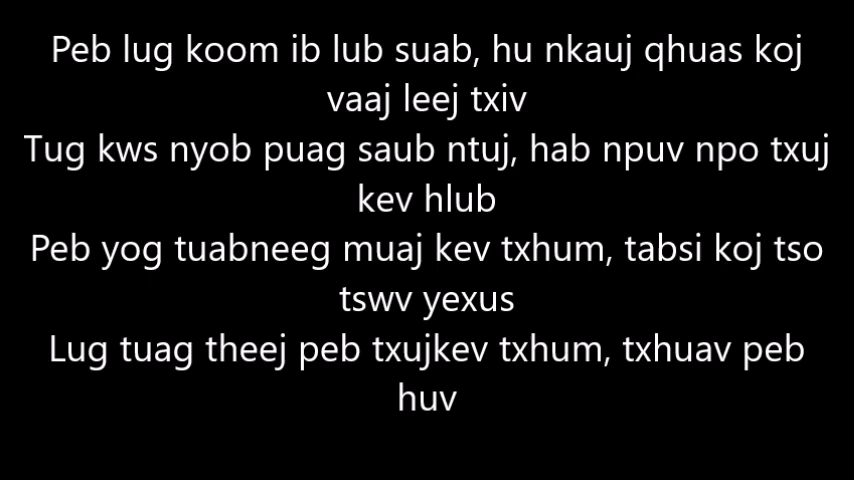 Peb lug koom ib lub suab, hu nkauj qhuas koj
vaaj leej txiv
Tug kws nyob puag saub ntuj, hab npuv npo txuj
kev hlub
Peb yog tuabneeg muaj kev txhum, tabsi koj tso
tswv yexus
Lug tuag theej peb txujkev txhum, txhuav peb
huv